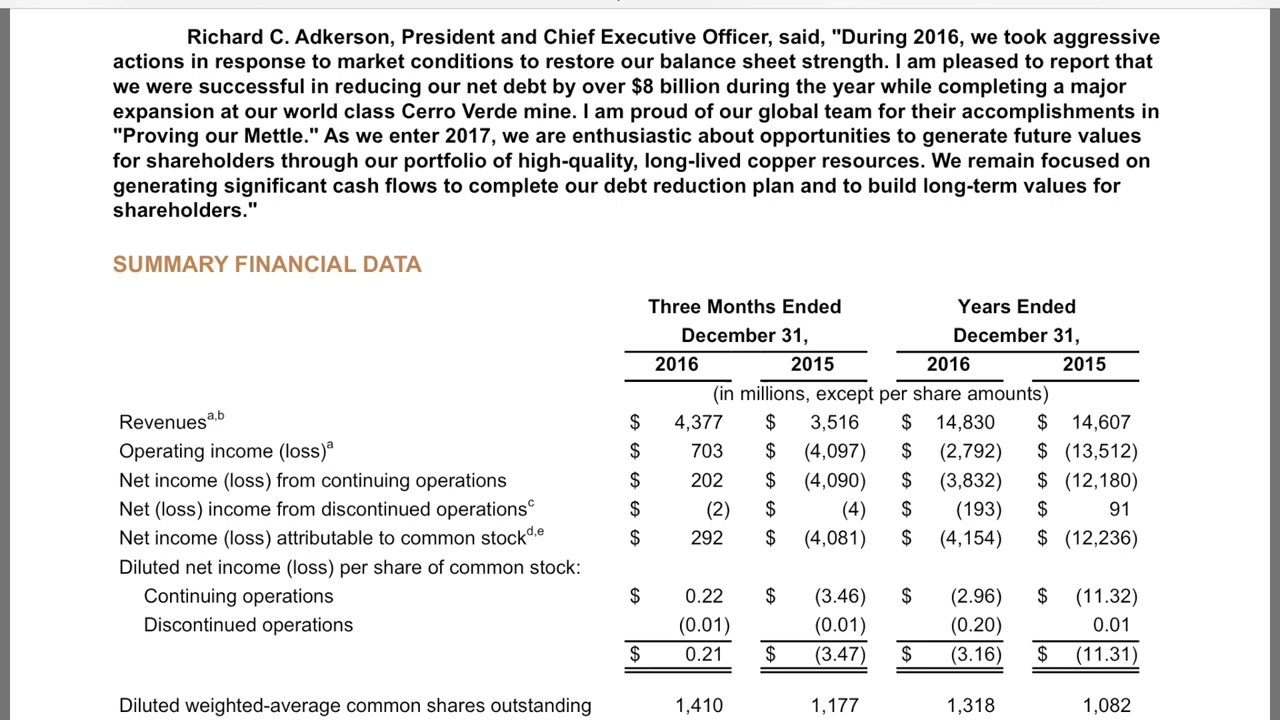 Richard C. Adkerson, President and Chief Executive Officer, said, "During 2016, we took aggressive
actions in response to market conditions to restore our balance sheet strength. I am pleased to report that
we were successful in reducing our net debt by over $8 billion during the year while completing a major
expansion at our world class Cerro Verde mine. I am proud of our global team for their accomplishments in
"Proving our Mettle." As we enter 2017, we are enthusiastic about opportunities to generate future values
for shareholders through our portfolio of high-quality, long-lived copper resources. We remain focused on
generating significant cash flows to complete our debt reduction plan and to build long-term values for
shareholders."
SUMMARY FINANCIAL DATA
Three Months Ended Years Ended
December 31, December 31,
2016 2015 2016 2015
(in millions, except per share amounts)
Revenuesa,b $ 4,377 $ 3,516 $ 14,830 $ 14,607
Operating income (loss)a $ 703 $ (4,097) $ (2,792) $ (13,512)
Net income (loss) from continuing operations $ 202 $ (4,090) $ (3,832) $ (12,180)
Net (loss) income from discontinued operationsc $ (2) $ (4) $ (193) $ 91
Net income (loss) attributable to common stockd,e $ 292 $ (4,081) $ (4,154) $ (12,236)
Diluted net income (loss) per share of common stock:
Continuing operations $ 0.22 $ (3.46) $ (2.96) $ (11.32)
Discontinued operations (0.01) (0.01) (0.20) 0.01
$ 0.21 $ (3.47) $ (3.16) $ (11.31)
Diluted weighted-average common shares outstanding 1,410 1,177 1,318 1,082